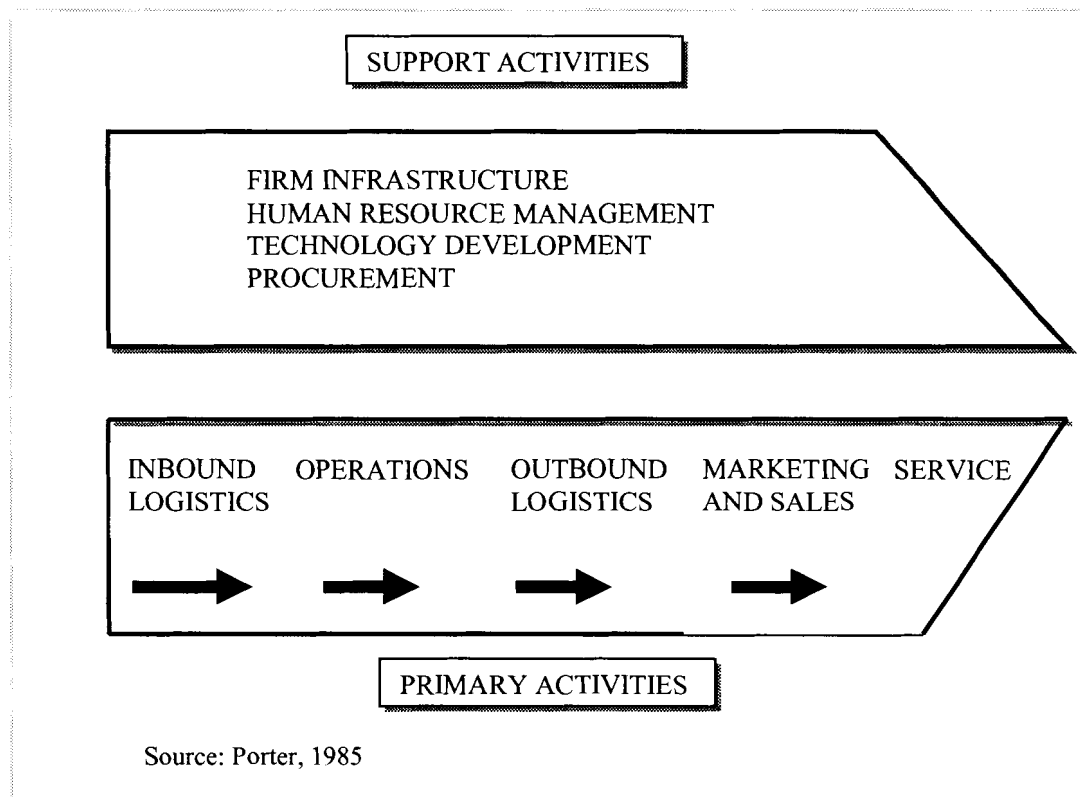 SUPPORT ACTIVITIES
FIRM INFRASTRUCTURE
HUMAN RESOURCE MANAGEMENT
TECHNOLOGY DEVELOPMENT
PROCUREMENT
INBOUND LOGISTICS
OPERATIONS
OUTBOUND LOGISTICS
MARKETING AND SALES
SERVICE
PRIMARY ACTIVITIES
Source: Porter, 1985